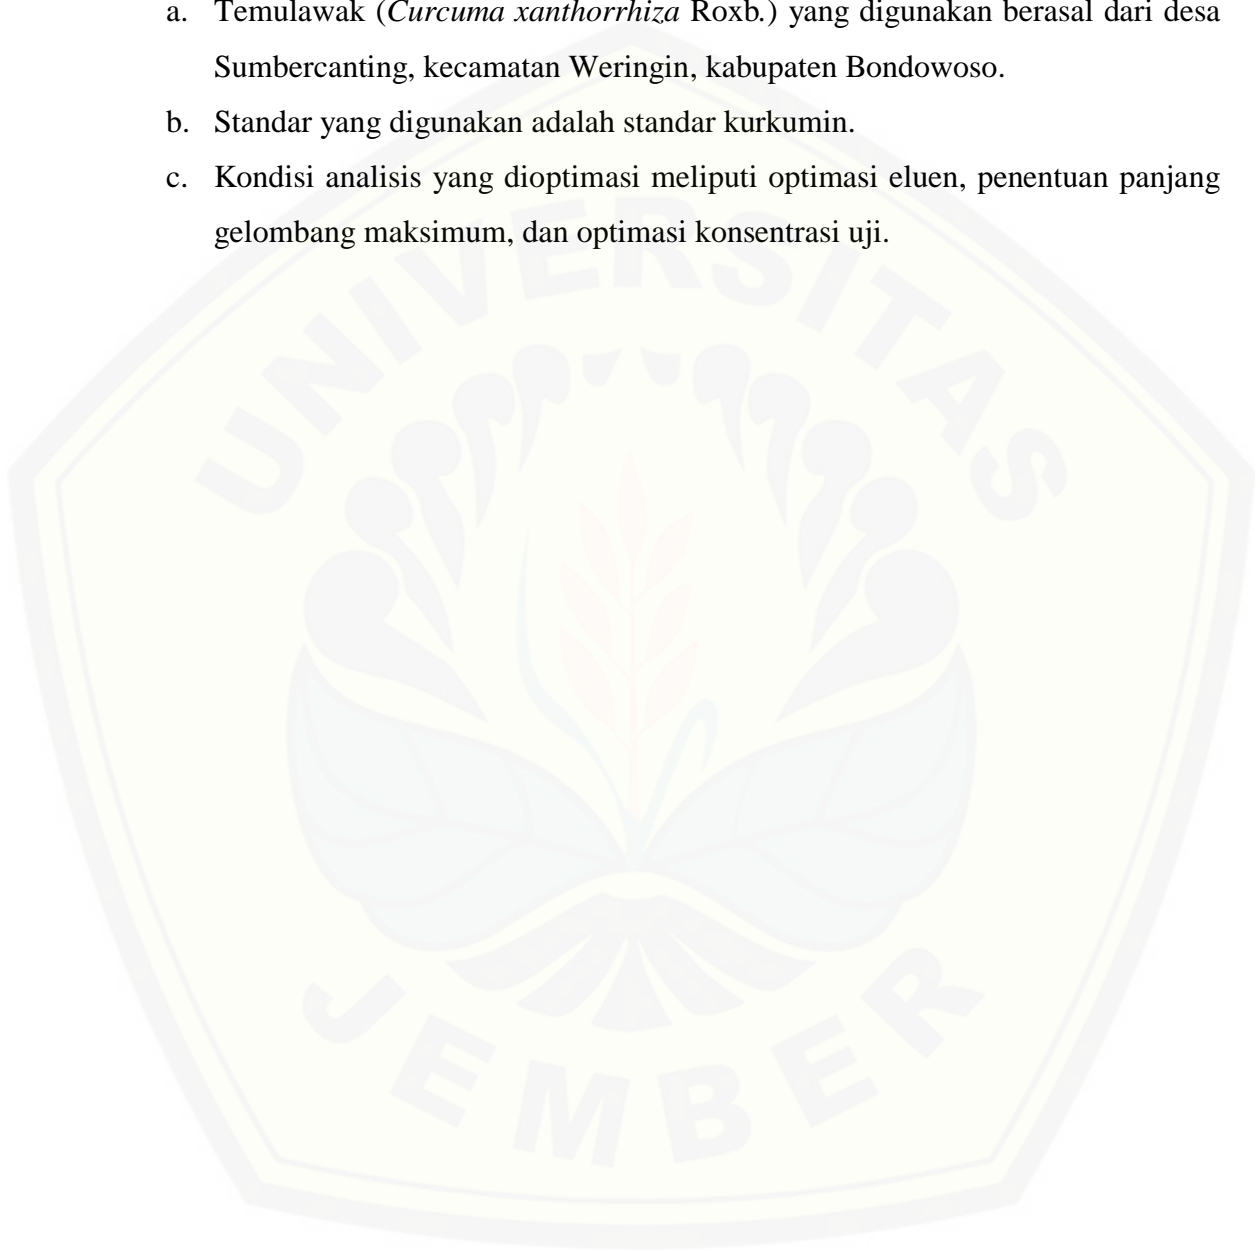 a. Temulawak (Curcuma xanthorrhiza Roxb.) yang digunakan berasal dari desa
Sumbercanting, kecamatan Weringin, kabupaten Bondowoso.
b. Standar yang digunakan adalah standar kurkumin.
c. Kondisi analisis yang dioptimasi meliputi optimasi eluen, penentuan panjang
gelombang maksimum, dan optimasi konsentrasi uji.
UNIVERSITAS
JEMBER